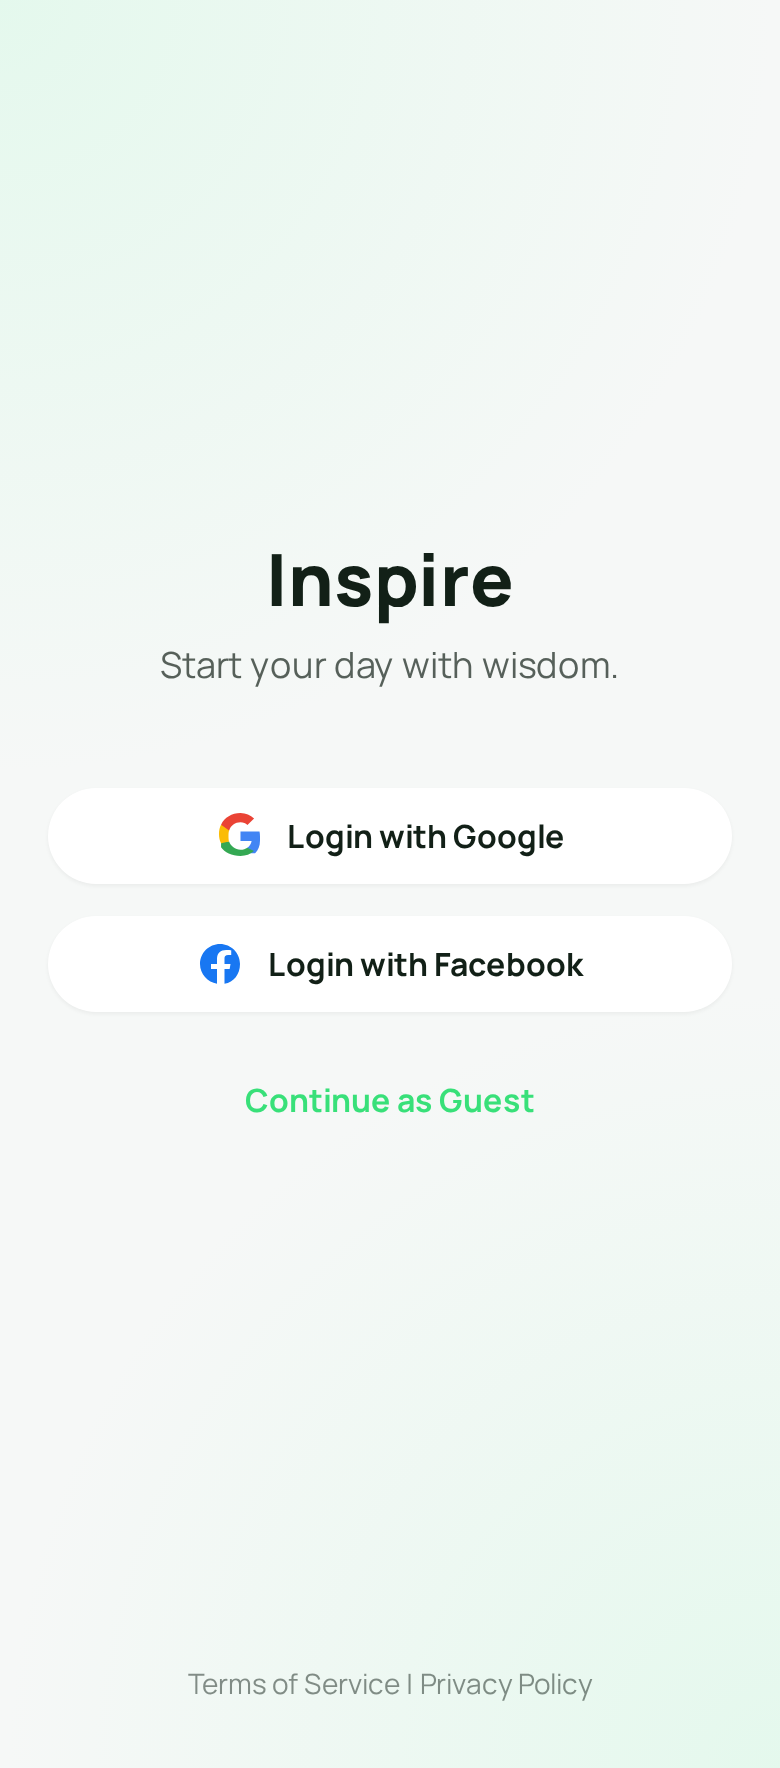 Inspire
Start your day with wisdom.
Login with Google
Login with Facebook
Continue as Guest
Terms of Service | Privacy Policy